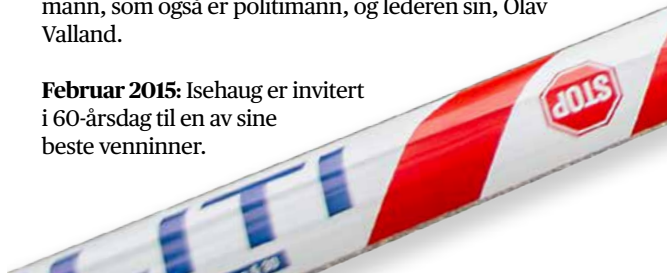 mann, som også er politimann, og lederen sin, Olav
Valland.
Februar 2015: Isehaug er invitert
i 60-årsdag til en av sine
beste venninner.
STOP
LITI